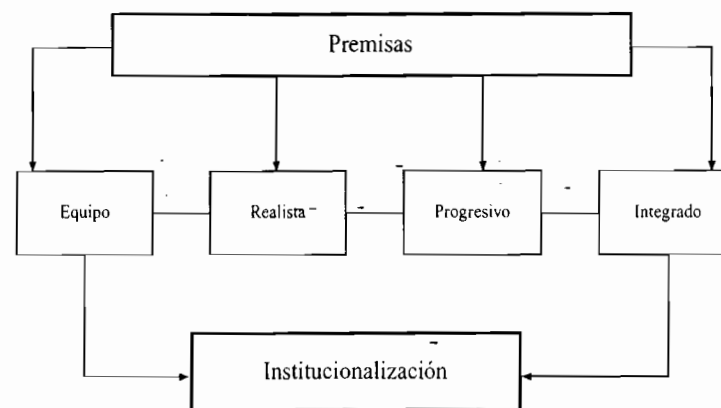 Premisas
Equipo
Realista
Progresivo
Integrado
Institucionalización